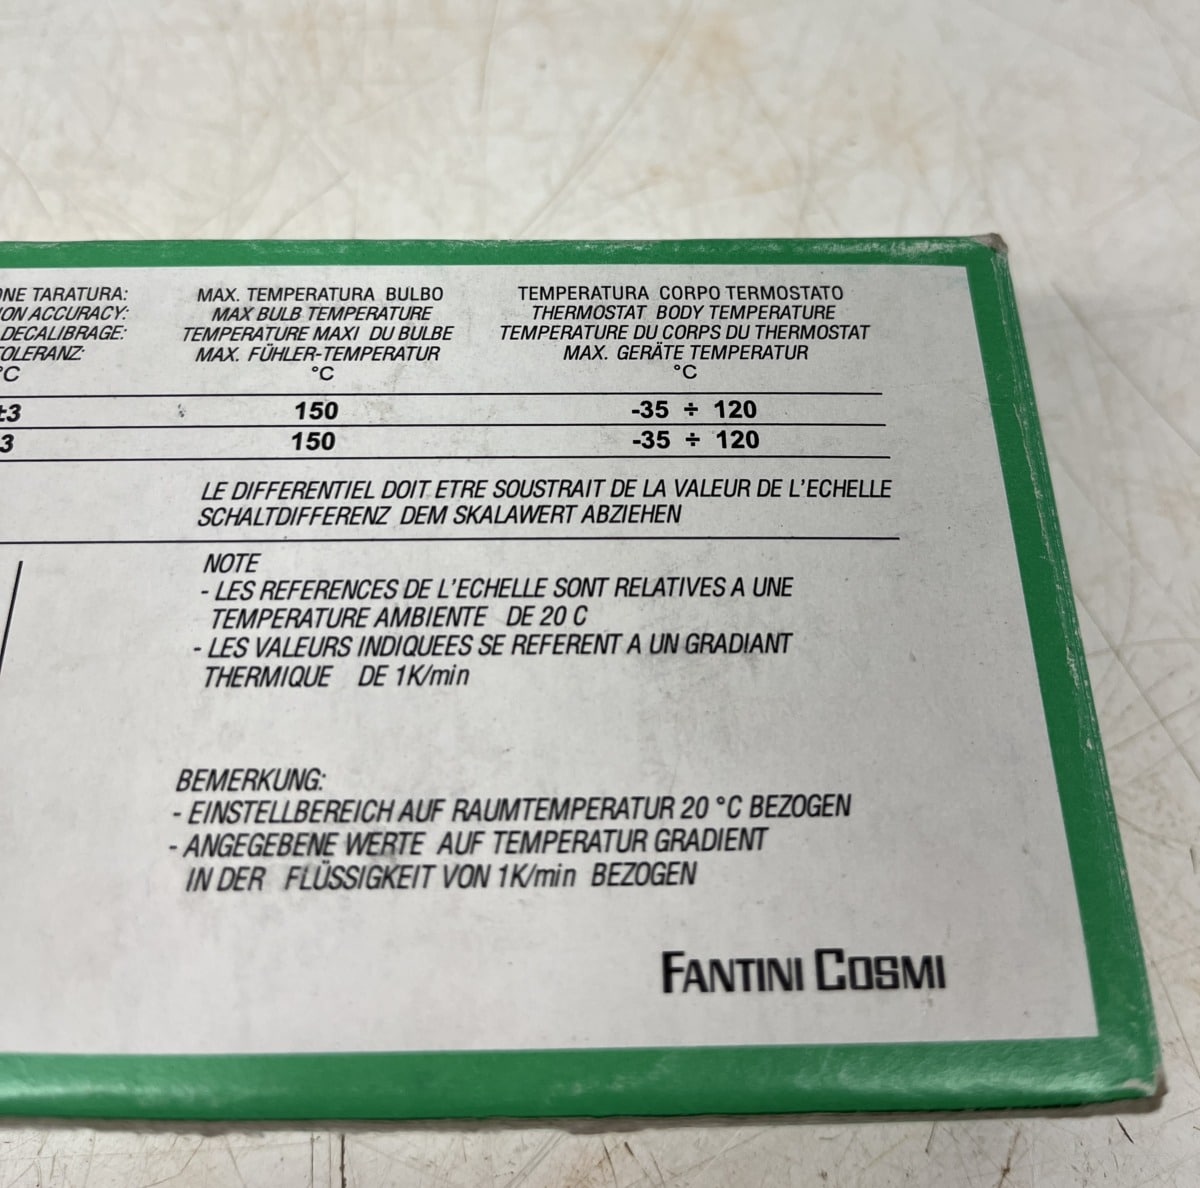 NE TARATURA:
ON ACCURACY:
DECALIBRAGE:
OLERANZ:
°C
±3
3
MAX. TEMPERATURA BULBO
MAX BULB TEMPERATURE
TEMPERATURE MAXI DU BULBE
MAX. FÜHLER-TEMPERATUR
°C
150
150
TEMPERATURA CORPO TERMOSTATO
THERMOSTAT BODY TEMPERATURE
TEMPERATURE DU CORPS DU THERMOSTAT
MAX. GERÄTE TEMPERATUR
°C
-35 ÷ 120
-35 ÷ 120
LE DIFFERENTIEL DOIT ETRE SOUSTRAIT DE LA VALEUR DE L'ECHELLE
SCHALTDIFFERENZ DEM SKALAWERT ABZIEHEN
NOTE
- LES REFERENCES DE L'ECHELLE SONT RELATIVES A UNE
TEMPERATURE AMBIENTE DE 20 C
- LES VALEURS INDIQUEES SE REFERENT A UN GRADIANT
THERMIQUE DE 1K/min
BEMERKUNG:
- EINSTELLBEREICH AUF RAUMTEMPERATUR 20 °C BEZOGEN
- ANGEGEBENE WERTE AUF TEMPERATUR GRADIENT
IN DER FLÜSSIGKEIT VON 1K/min BEZOGEN
FANTINI COSMI